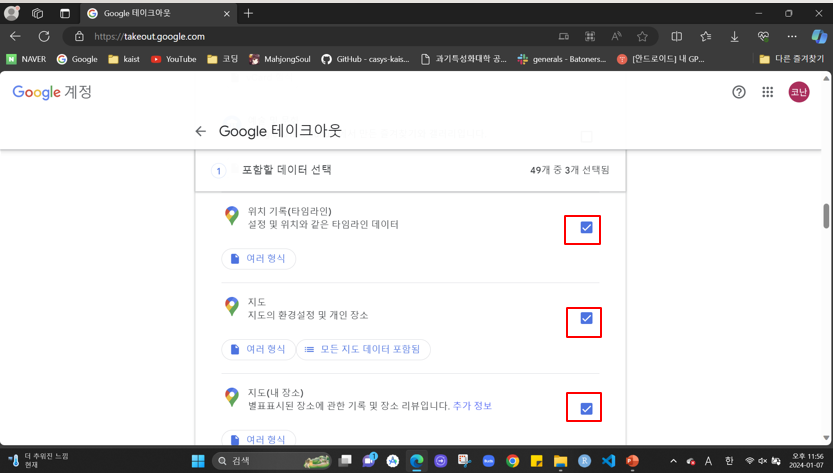 Google 테이크아웃
https://takeout.google.com
NAVER
Google
kaist
YouTube
코딩
MahjongSoul
GitHub - casys-kais...
과기특성화대학 공...
generals - Batoners...
[안드로이드] 내 GP...
다른 즐겨찾기
Google 계정
코난
Google 테이크아웃
1 포함할 데이터 선택
49개 중 3개 선택됨
위치 기록(타임라인)
설정 및 위치와 같은 타임라인 데이터
여러 형식
지도
지도의 환경설정 및 개인 장소
여러 형식
모든 지도 데이터 포함됨
지도(내 장소)
별표표시된 장소에 관한 기록 및 장소 리뷰입니다. 추가 정보
여러 형식
더 추워진 느낌
현재
검색
A
한
오후 11:56
2024-01-07